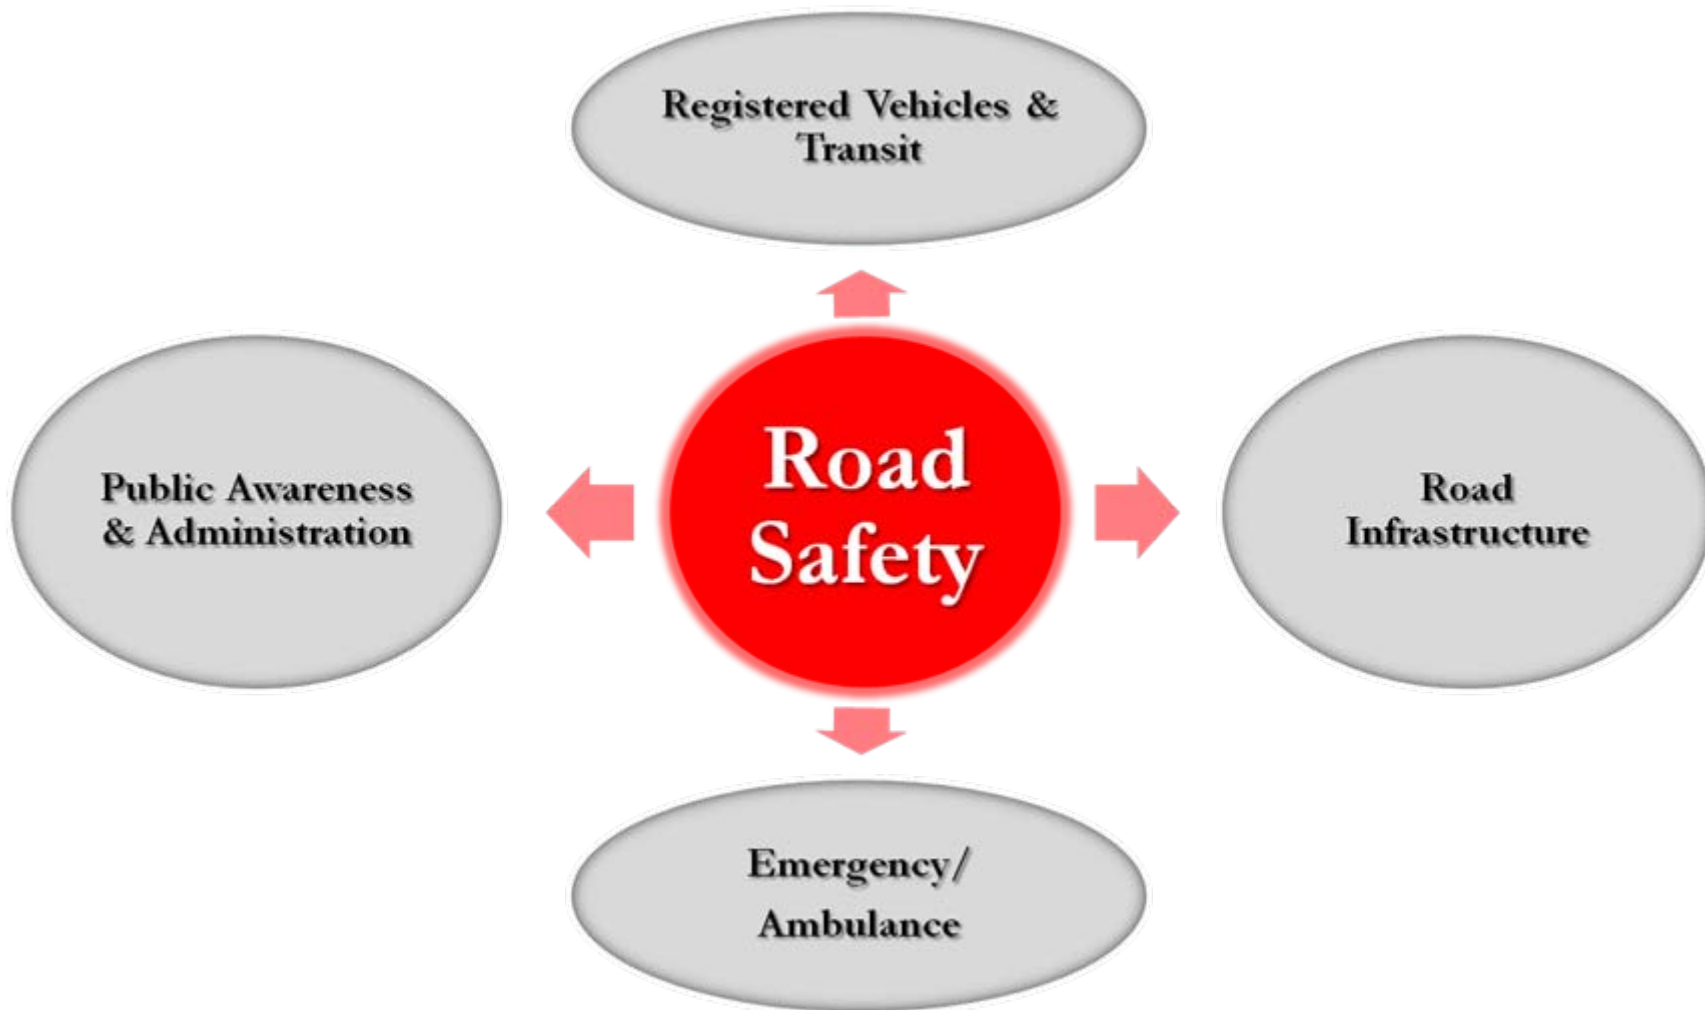 Registered Vehicles &
Transit
Public Awareness
& Administration
Road
Safety
Road
Infrastructure
Emergency/
Ambulance